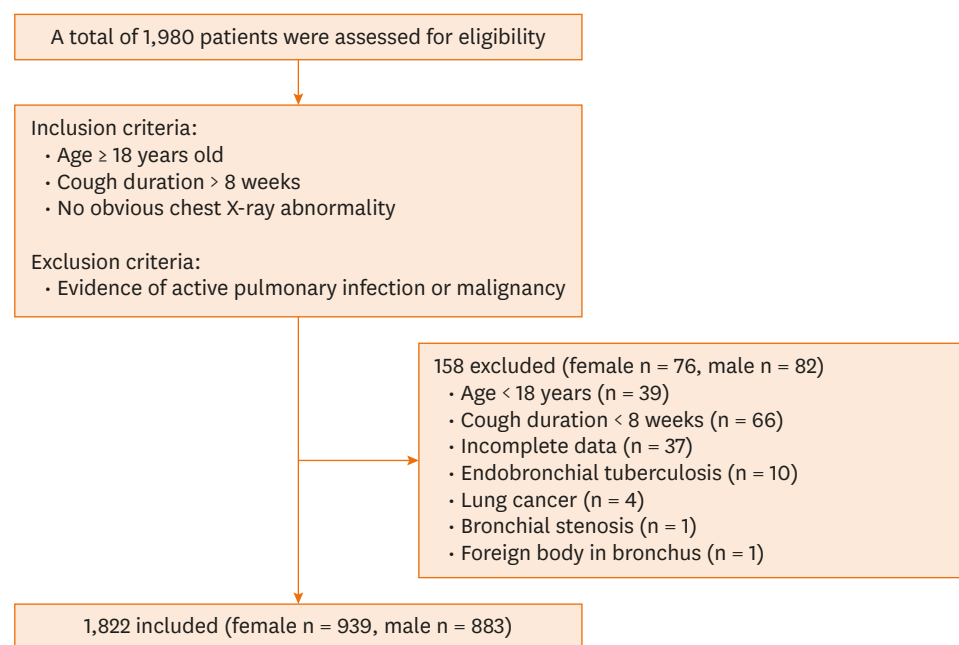 A total of 1,980 patients were assessed for eligibility
Inclusion criteria:
• Age ≥ 18 years old
• Cough duration > 8 weeks
• No obvious chest X-ray abnormality
Exclusion criteria:
• Evidence of active pulmonary infection or malignancy
158 excluded (female n = 76, male n = 82)
• Age < 18 years (n = 39)
• Cough duration < 8 weeks (n = 66)
• Incomplete data (n = 37)
• Endobronchial tuberculosis (n = 10)
• Lung cancer (n = 4)
• Bronchial stenosis (n = 1)
• Foreign body in bronchus (n = 1)
1,822 included (female n = 939, male n = 883)